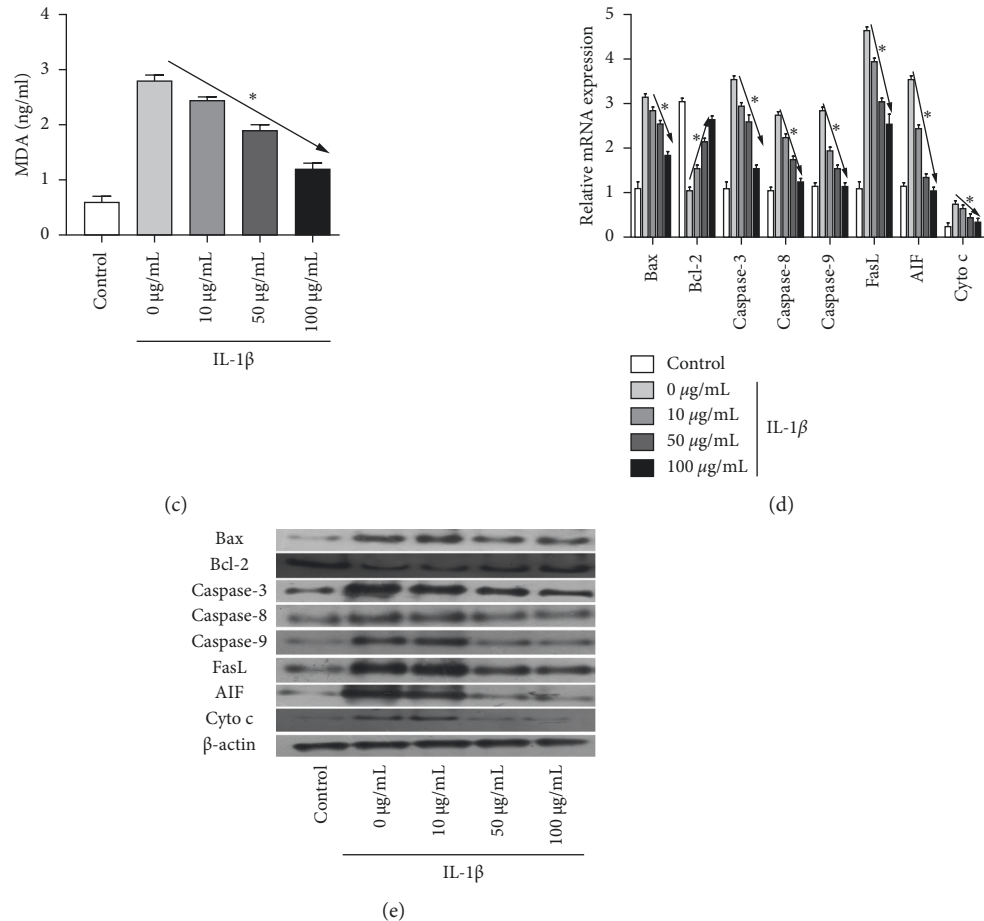 MDA (ng/ml)
4
3
2
1
0
*
Control
0 μg/mL
10 μg/mL
50 μg/mL
100 μg/mL
IL-1β
(c)
Relative mRNA expression
5
4
3
2
1
0
*
*
*
*
*
*
*
*
Bax
Bcl-2
Caspase-3
Caspase-8
Caspase-9
FasL
AIF
Cyto c
Control
0 μg/mL
10 μg/mL
50 μg/mL
100 μg/mL
IL-1β
(d)
Bax
Bcl-2
Caspase-3
Caspase-8
Caspase-9
FasL
AIF
Cyto c
β-actin
Control
0 μg/mL
10 μg/mL
50 μg/mL
100 μg/mL
IL-1β
(e)